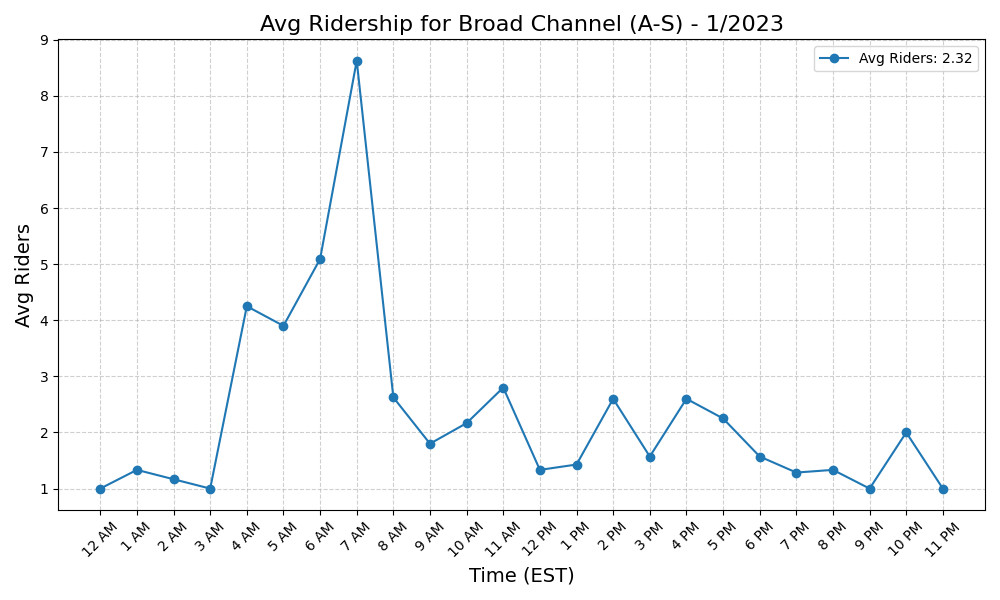 Avg Ridership for Broad Channel (A-S) - 1/2023
Avg Riders: 2.32
Avg Riders
9
8
7
6
5
4
3
2
1
12 AM
1 AM
2 AM
3 AM
4 AM
5 AM
6 AM
7 AM
8 AM
9 AM
10 AM
11 AM
12 PM
1 PM
2 PM
3 PM
4 PM
5 PM
6 PM
7 PM
8 PM
9 PM
10 PM
11 PM
Time (EST)